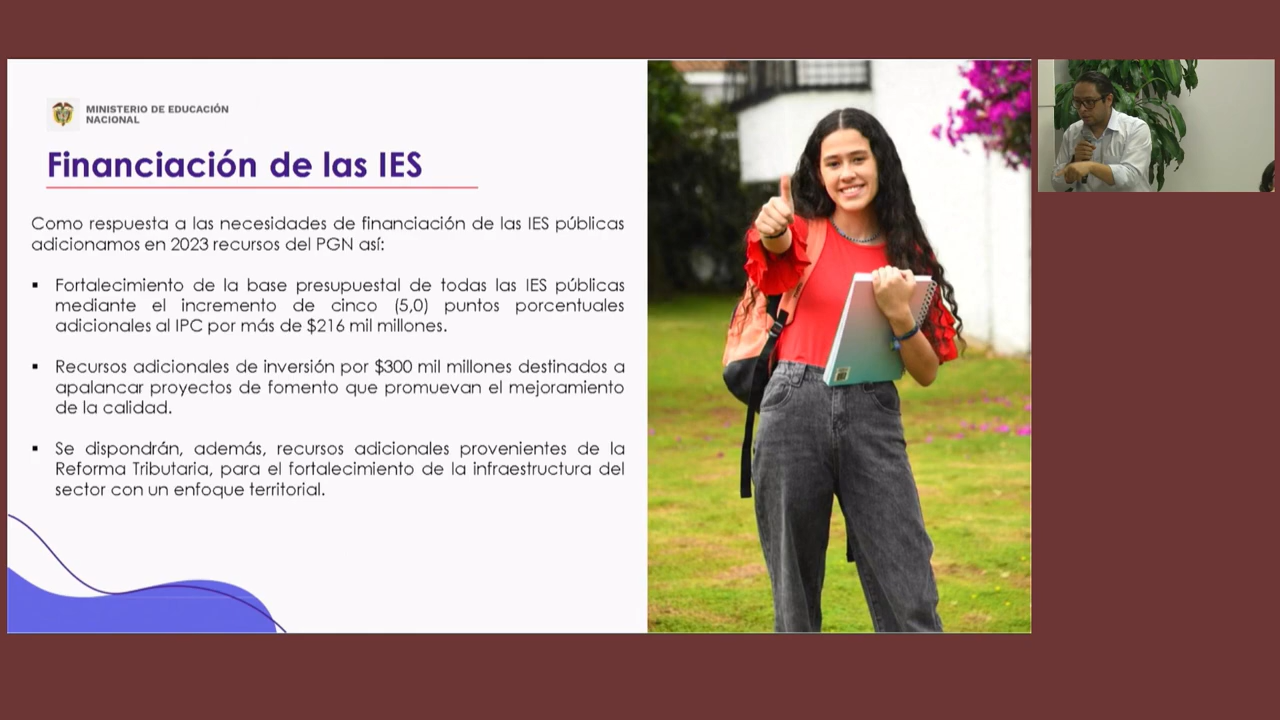 MINISTERIO DE EDUCACIÓN
NACIONAL
Financiación de las IES
Como respuesta a las necesidades de financiación de las IES públicas
adicionamos en 2023 recursos del PGN así:
▪ Fortalecimiento de la base presupuestal de todas las IES públicas
mediante el incremento de cinco (5,0) puntos porcentuales
adicionales al IPC por más de $216 mil millones.
▪ Recursos adicionales de inversión por $300 mil millones destinados a
apalancar proyectos de fomento que promuevan el mejoramiento
de la calidad.
▪ Se dispondrán, además, recursos adicionales provenientes de la
Reforma Tributaria, para el fortalecimiento de la infraestructura del
sector con un enfoque territorial.